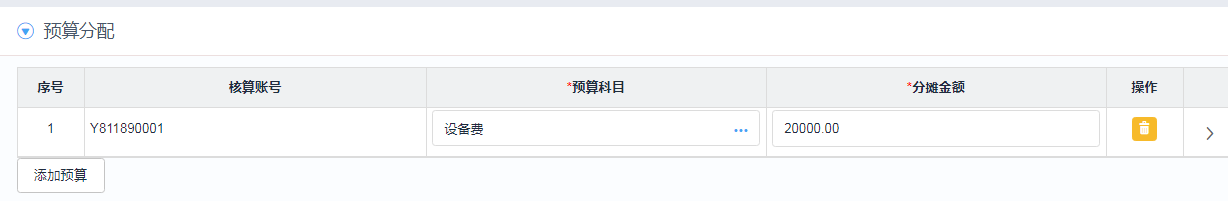 预算分配
序号 核算账号 *预算科目 *分摊金额 操作
1 Y811890001 设备费 ... 20000.00
添加预算